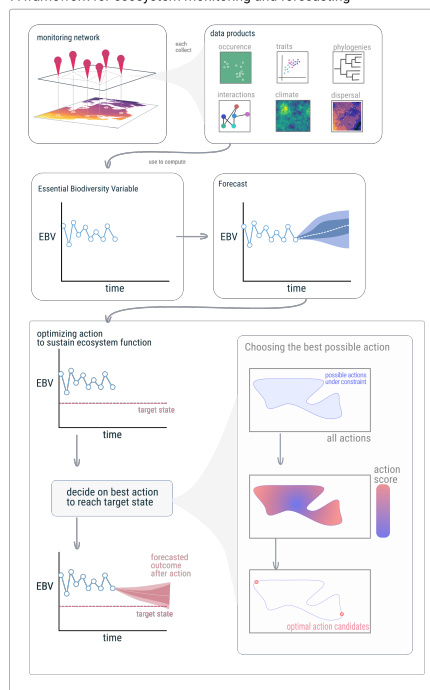 A framework for ecosystem monitoring and forecasting
monitoring network
each
collect
data products
occurence
traits
phylogenies
interactions
climate
dispersal
use to compute
Essential Biodiversity Variable
EBV
time
Forecast
EBV
time
optimizing action
to sustain ecosystem function
EBV
target state
time
decide on best action
to reach target state
EBV
forecasted
outcome
after action
target state
time
Choosing the best possible action
possible actions
under constraint
all actions
action
score
optimal action candidates